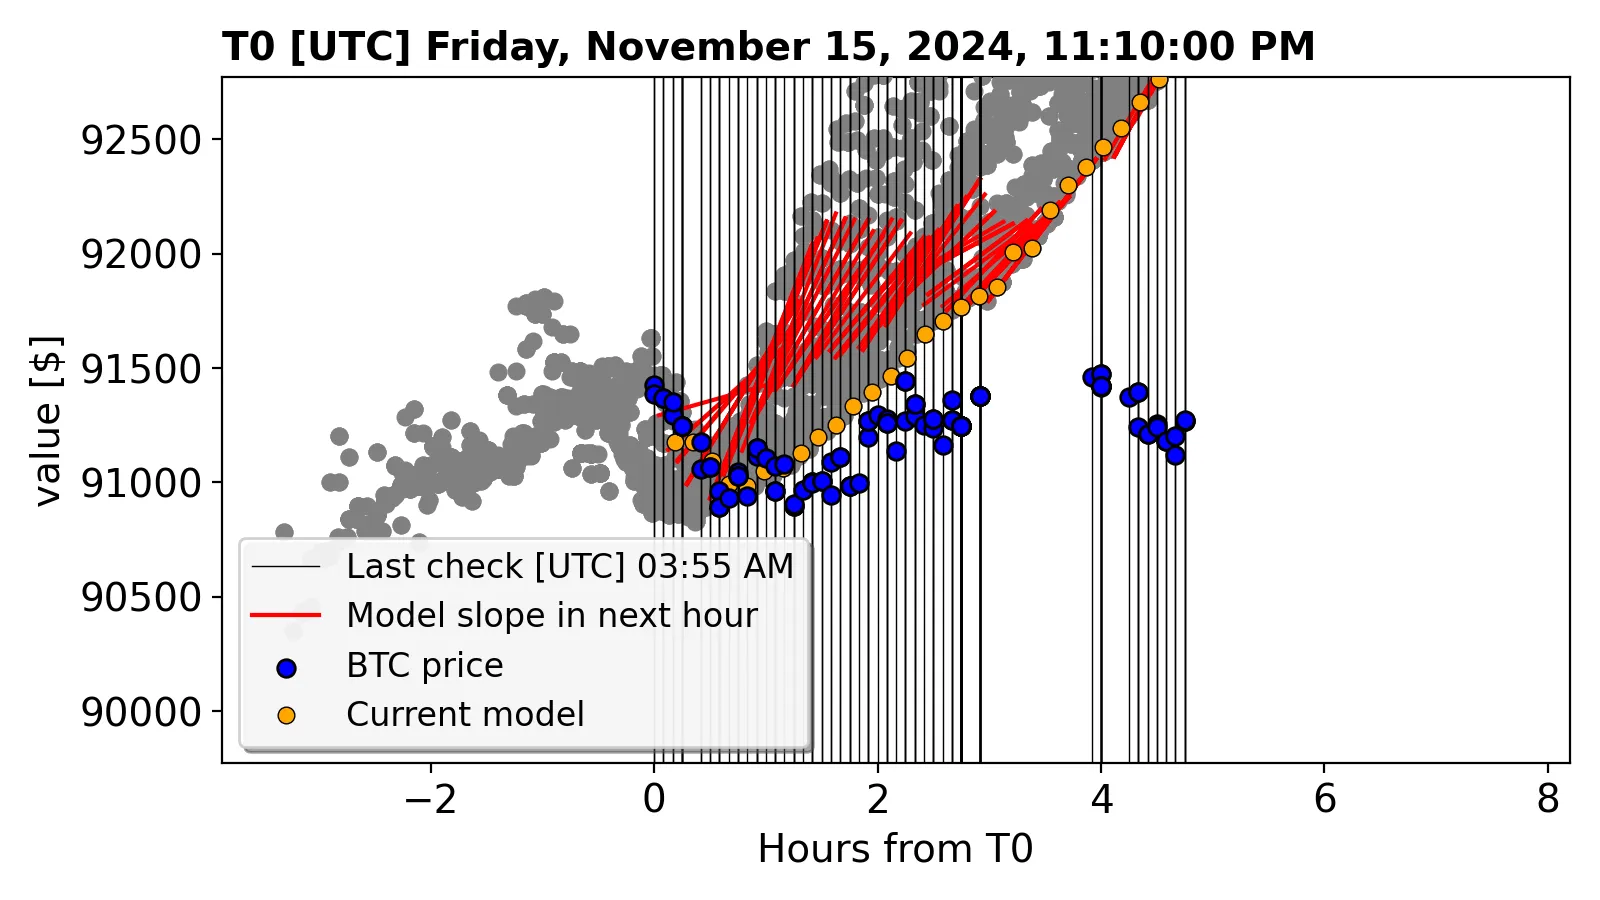 T0 [UTC] Friday, November 15, 2024, 11:10:00 PM
value [$]
92500
92000
91500
91000
90500
90000
Last check [UTC] 03:55 AM
Model slope in next hour
BTC price
Current model
−2 0 2 4 6 8
Hours from T0